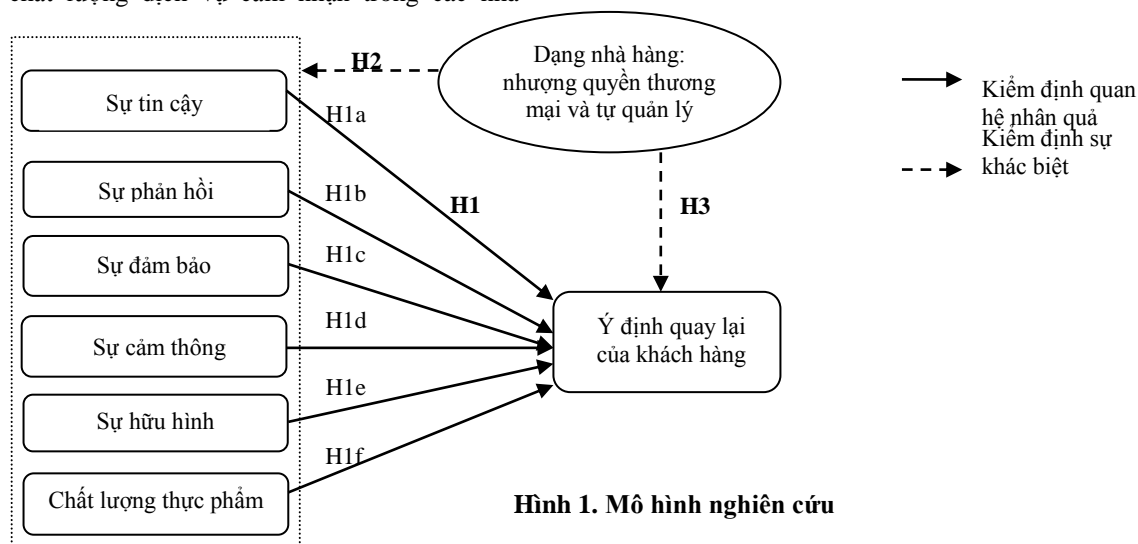 chất lượng dịch vụ cảm nhận trong các nhà
H2
Dạng nhà hàng:
nhượng quyền thương
mại và tự quản lý
Kiểm định quan
hệ nhân quả
Kiểm định sự
khác biệt
Sự tin cậy
H1a
Sự phản hồi
H1b
H1
H3
Sự đảm bảo
H1c
Sự cảm thông
H1d
Ý định quay lại
của khách hàng
Sự hữu hình
H1e
Chất lượng thực phẩm
H1f
Hình 1. Mô hình nghiên cứu